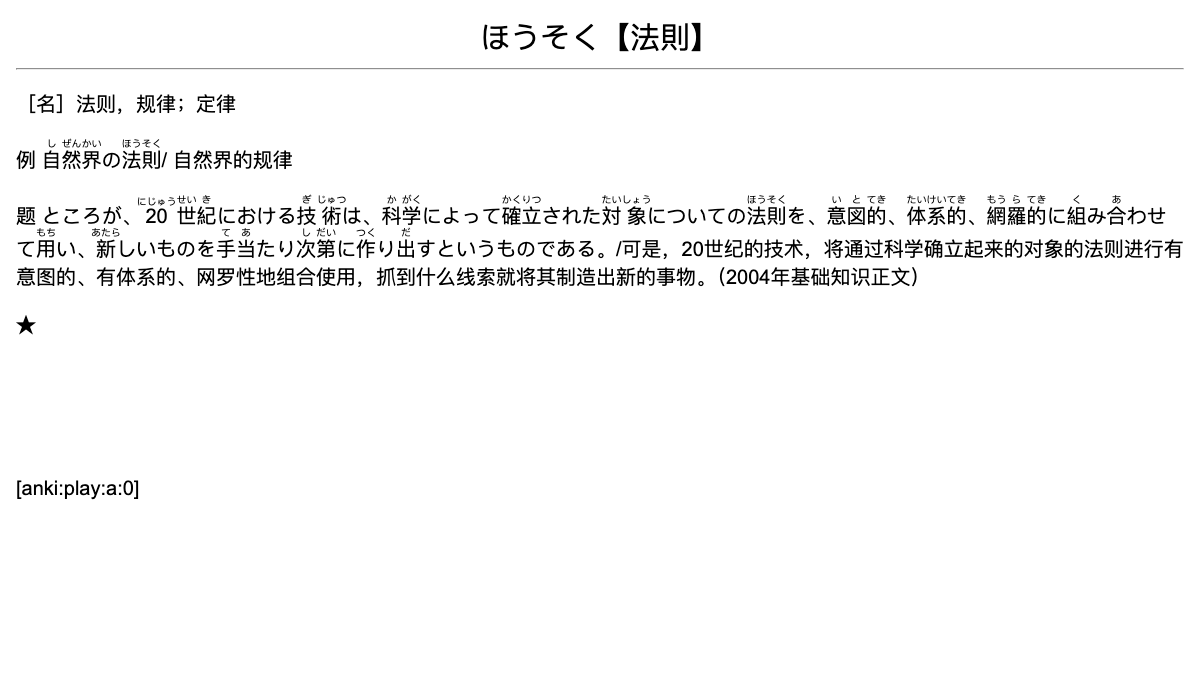 ほうそく【法則】
［名］法则，规律；定律
し ぜんかい ほうそく
例 自然界の法則/ 自然界的规律
にじゅうせい き ぎ じゅつ か がく かくりつ たいしょう ほうそく い と てき たいけいてき もう ら てき く あ
题 ところが、20 世紀における技術は、科学によって確立された対象についての法則を、意図的、体系的、網羅的に組み合わせ
もち あたら て あ し だい つく だ
て用い、新しいものを手当たり次第に作り出すというものである。/可是，20世纪的技术，将通过科学确立起来的对象的法则进行有
意图的、有体系的、网罗性地组合使用，抓到什么线索就将其制造出新的事物。（2004年基础知识正文）
★
[anki:play:a:0]